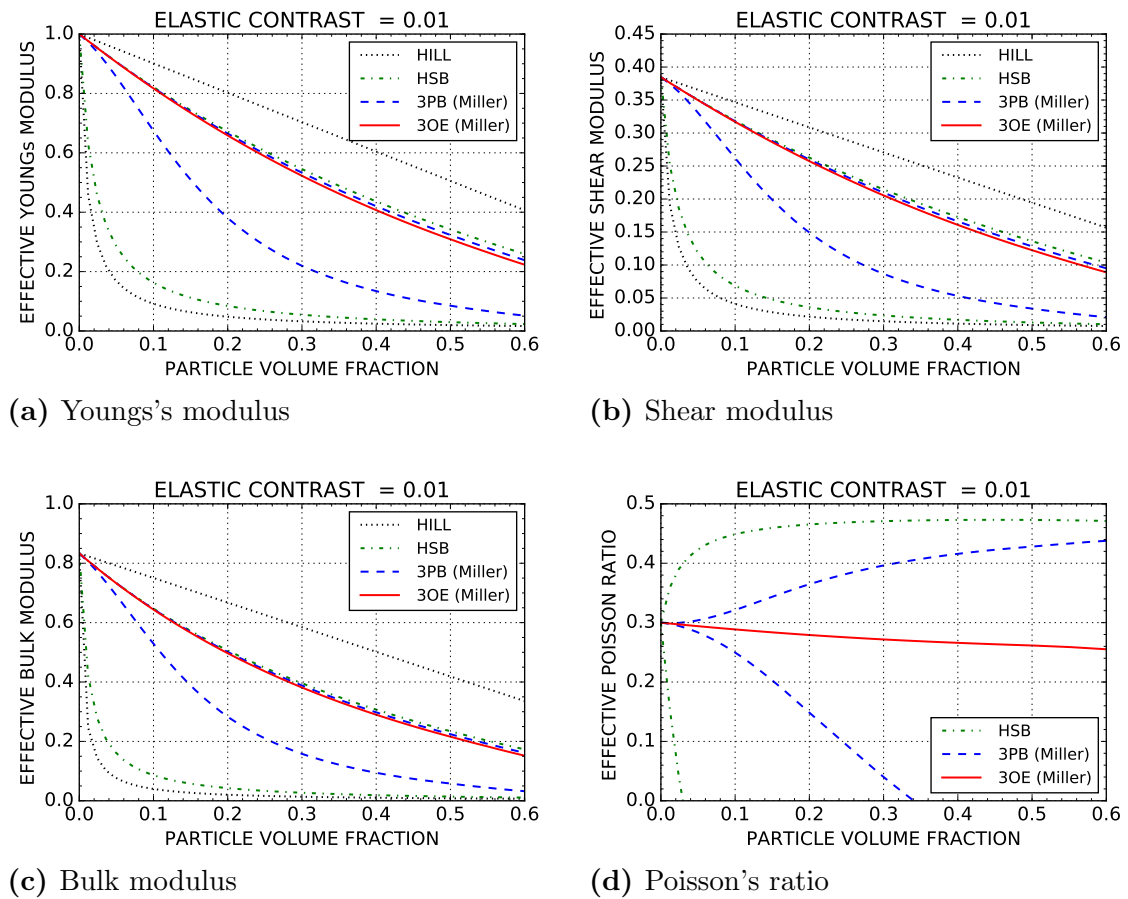 ELASTIC CONTRAST = 0.01
EFFECTIVE YOUNGs MODULUS
1.0
0.8
0.6
0.4
0.2
0.0
HILL
HSB
3PB (Miller)
3OE (Miller)
0.0 0.1 0.2 0.3 0.4 0.5 0.6
PARTICLE VOLUME FRACTION
(a) Youngs's modulus
ELASTIC CONTRAST = 0.01
EFFECTIVE SHEAR MODULUS
0.45
0.40
0.35
0.30
0.25
0.20
0.15
0.10
0.05
0.00
HILL
HSB
3PB (Miller)
3OE (Miller)
0.0 0.1 0.2 0.3 0.4 0.5 0.6
PARTICLE VOLUME FRACTION
(b) Shear modulus
ELASTIC CONTRAST = 0.01
EFFECTIVE BULK MODULUS
1.0
0.8
0.6
0.4
0.2
0.0
HILL
HSB
3PB (Miller)
3OE (Miller)
0.0 0.1 0.2 0.3 0.4 0.5 0.6
PARTICLE VOLUME FRACTION
(c) Bulk modulus
ELASTIC CONTRAST = 0.01
EFFECTIVE POISSON RATIO
0.5
0.4
0.3
0.2
0.1
0.0
HSB
3PB (Miller)
3OE (Miller)
0.0 0.1 0.2 0.3 0.4 0.5 0.6
PARTICLE VOLUME FRACTION
(d) Poisson's ratio